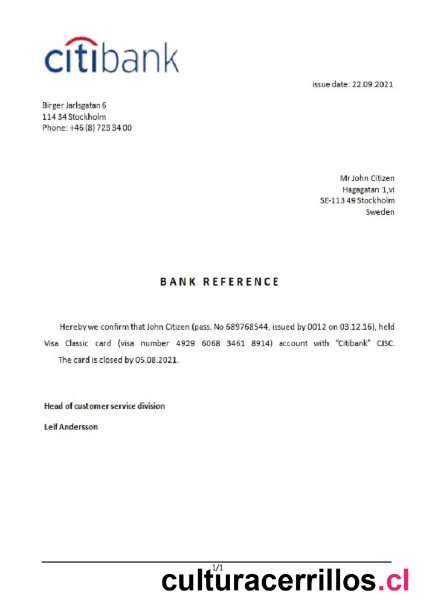 citibank
issue date: 22.09.2021
Birger Jarlsgatan 6
114 34 Stockholm
Phone: +46 (8) 723 34 00
Mr John Citizen
Hagagatan 1,vi
SE-113 49 Stockholm
Sweden
BANK REFERENCE
Hereby we confirm that John Citizen (pass. No 689768544, issued by 0012 on 03.12.16), held
Visa Classic card (visa number 4929 6068 3461 8914) account with "Citibank" CJSC.
The card is closed by 05.08.2021.
Head of customer service division
Leif Andersson
1/1
culturacerrillos.cl